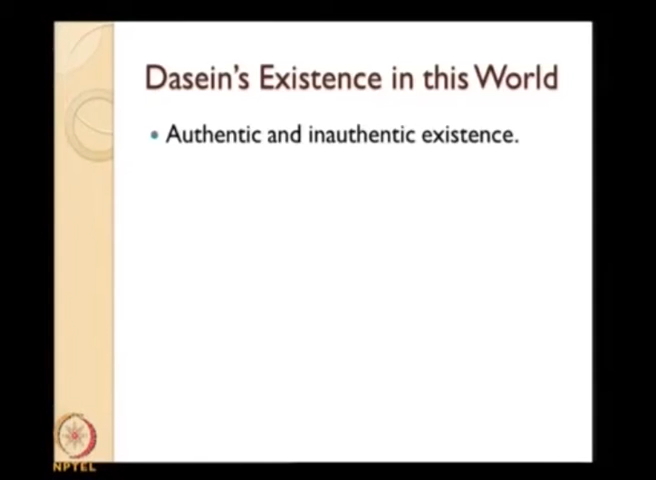 Dasein's Existence in this World
• Authentic and inauthentic existence.
NPTEL